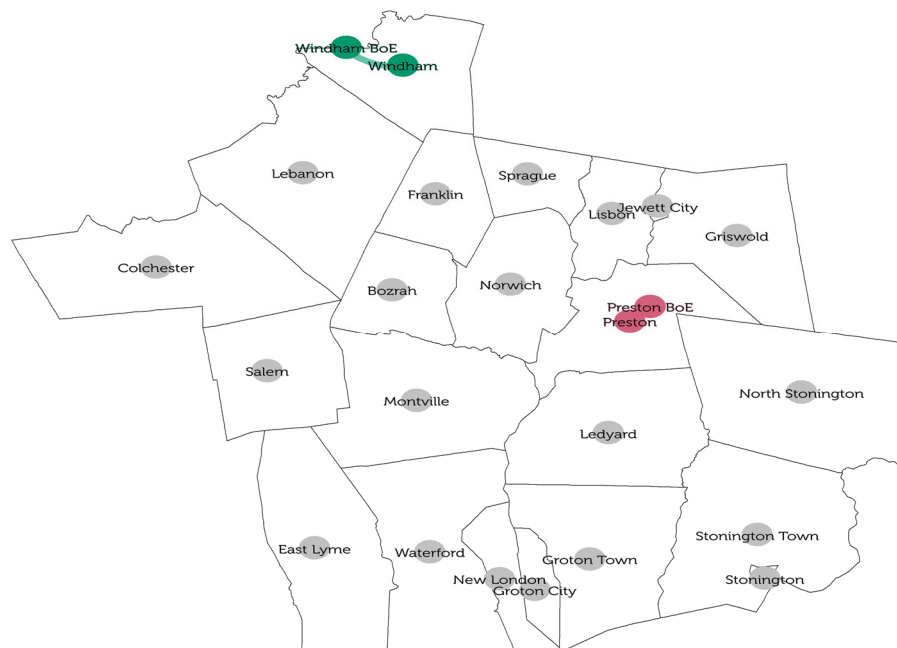 Windham BoE
Windham
Lebanon
Sprague
Franklin
Jewett City
Lisbon
Griswold
Colchester
Norwich
Bozrah
Preston BoE
Preston
Salem
North Stonington
Montville
Ledyard
Stonington Town
East Lyme
Waterford
Groton Town
New London
Stonington
Groton City